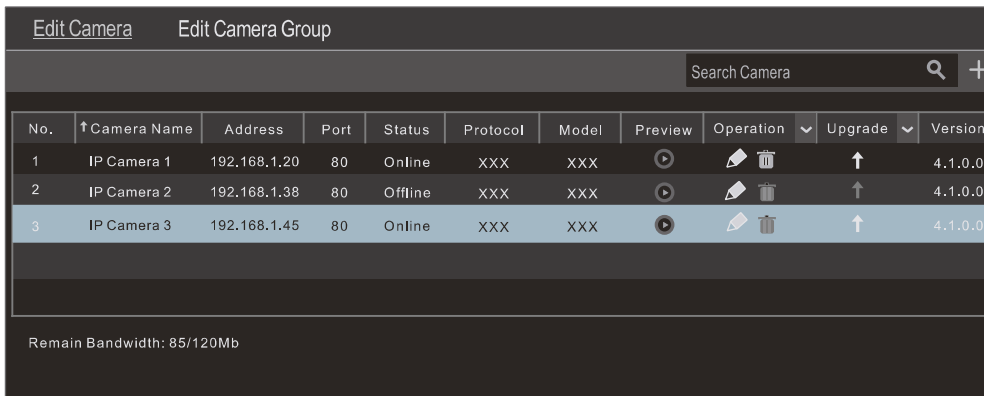 Edit Camera Edit Camera Group
Search Camera
No. Camera Name Address Port Status Protocol Model Preview Operation Upgrade Version
1 IP Camera 1 192.168.1.20 80 Online XXX XXX 4.1.0.0
2 IP Camera 2 192.168.1.38 80 Offline XXX XXX 4.1.0.0
3 IP Camera 3 192.168.1.45 80 Online XXX XXX 4.1.0.0
Remain Bandwidth: 85/120Mb